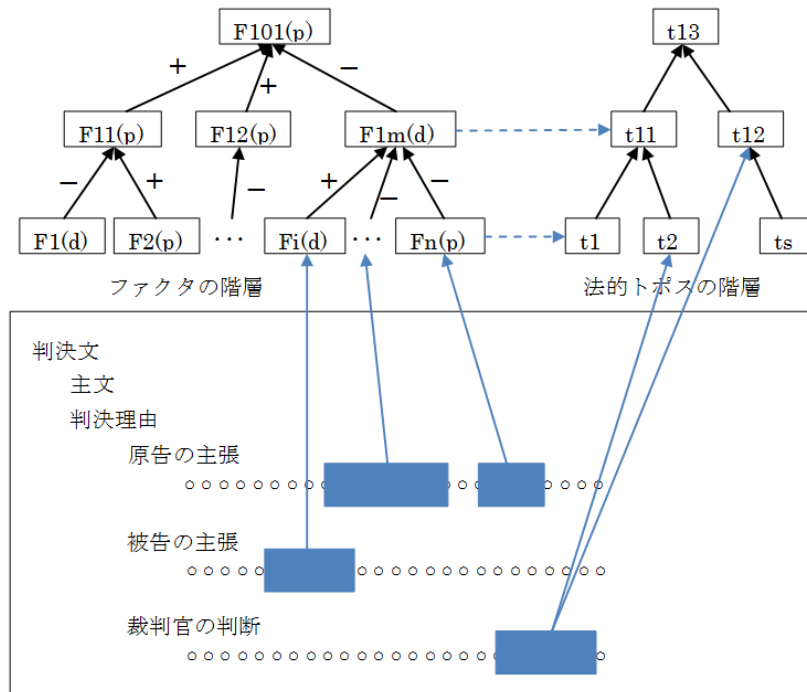 F101(p) t13
+ + −
F11(p) F12(p) F1m(d) t11 t12
− + − + − −
F1(d) F2(p) … Fi(d) … Fn(p) t1 t2 ts
ファクタの階層 法的トポスの階層
判決文
主文
判決理由
原告の主張
○○○○○○○○ ○○ ○○○○
被告の主張
○○○○ ○○○○○○○○○○○○○○
裁判官の判断
○○○○○○○○○○○○○○○○ ○